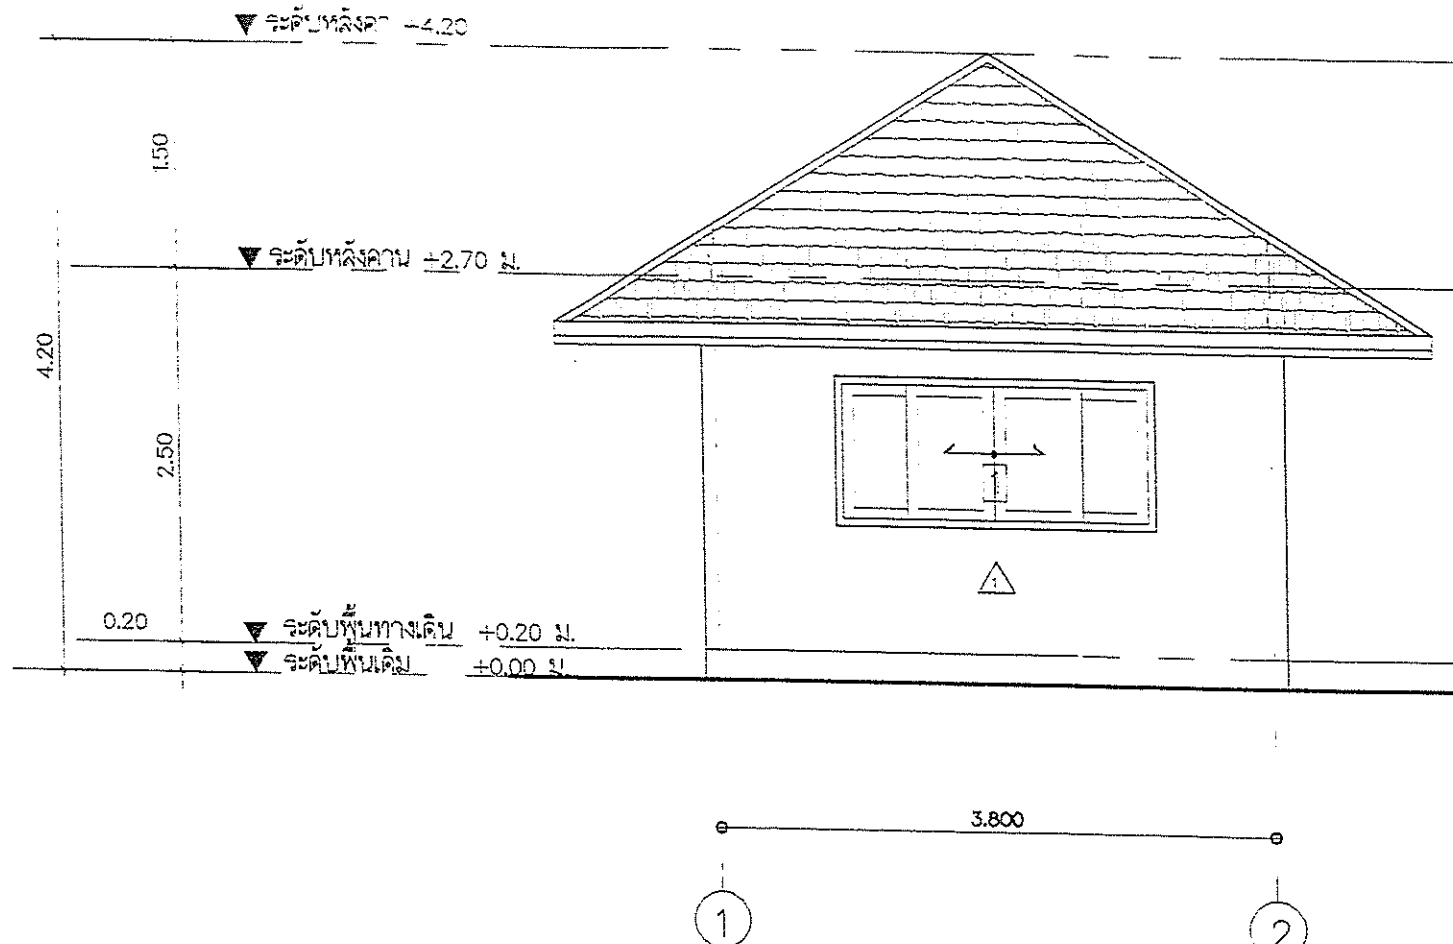 ระดับหลังคา +4.20
1.50
ระดับหลังคาน +2.70 ม.
4.20
2.50
0.20
ระดับพื้นทางเดิน +0.20 ม.
ระดับพื้นเดิม +0.00 ม.
1
1
3.800
1
2